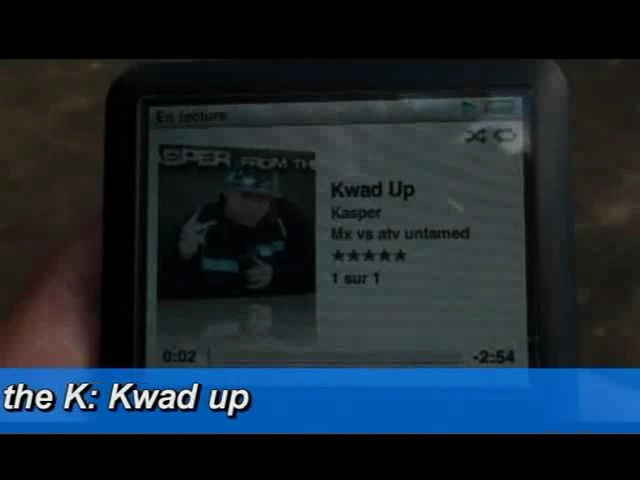 En lecture
SPER FROM TH
Kwad Up
Kasper
Mx vs atv untamed
★★★★★
1 sur 1
0:02
-2:54
the K: Kwad up